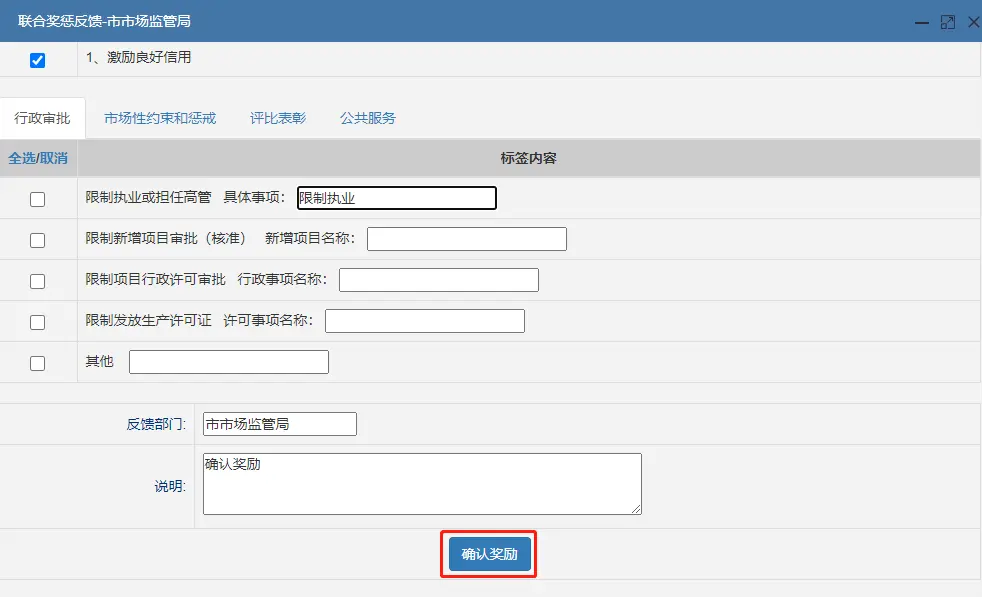 联合奖惩反馈-市市场监管局
1、激励良好信用
行政审批 市场性约束和惩戒 评比表彰 公共服务
全选/取消 标签内容
限制执业或担任高管 具体事项： 限制执业
限制新增项目审批（核准） 新增项目名称：
限制项目行政许可审批 行政事项名称：
限制发放生产许可证 许可事项名称：
其他
反馈部门: 市市场监管局
说明: 确认奖励
确认奖励